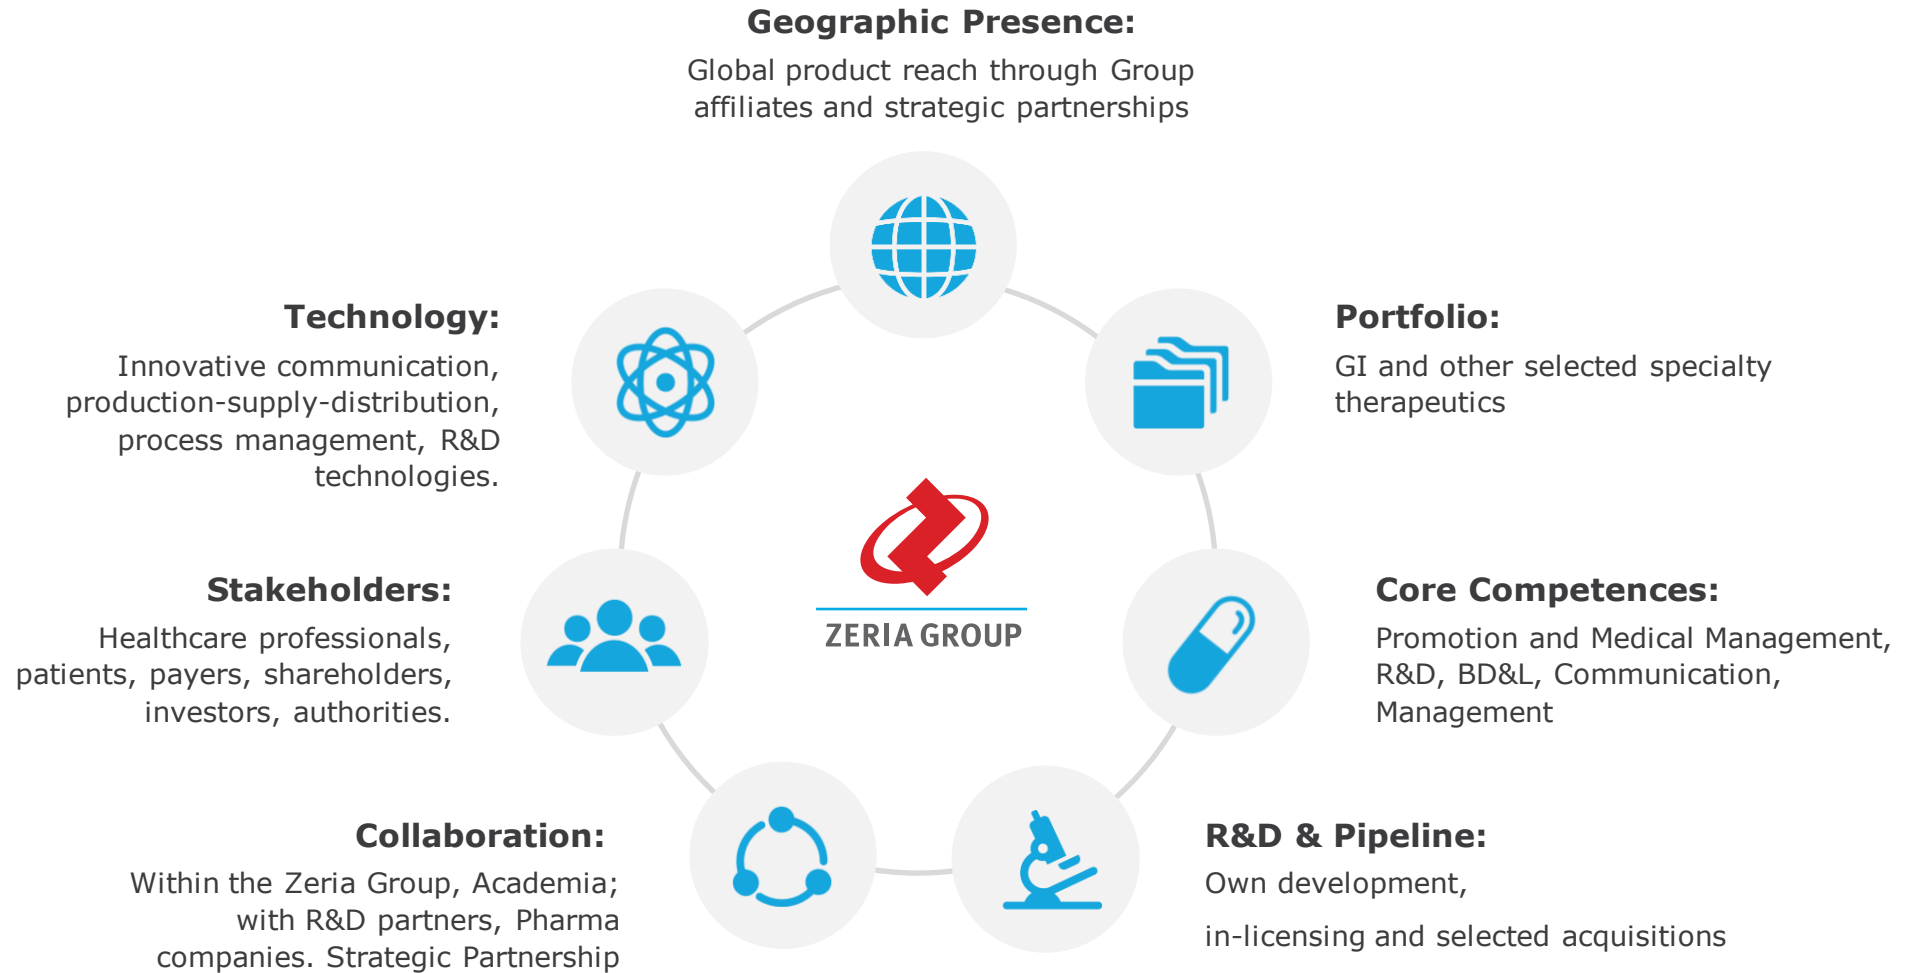 Geographic Presence:
Global product reach through Group
affiliates and strategic partnerships
Technology:
Innovative communication,
production-supply-distribution,
process management, R&D
technologies.
Portfolio:
GI and other selected specialty
therapeutics
ZERIA GROUP
Stakeholders:
Healthcare professionals,
patients, payers, shareholders,
investors, authorities.
Core Competences:
Promotion and Medical Management,
R&D, BD&L, Communication,
Management
Collaboration:
Within the Zeria Group, Academia;
with R&D partners, Pharma
companies. Strategic Partnership
R&D & Pipeline:
Own development,
in-licensing and selected acquisitions